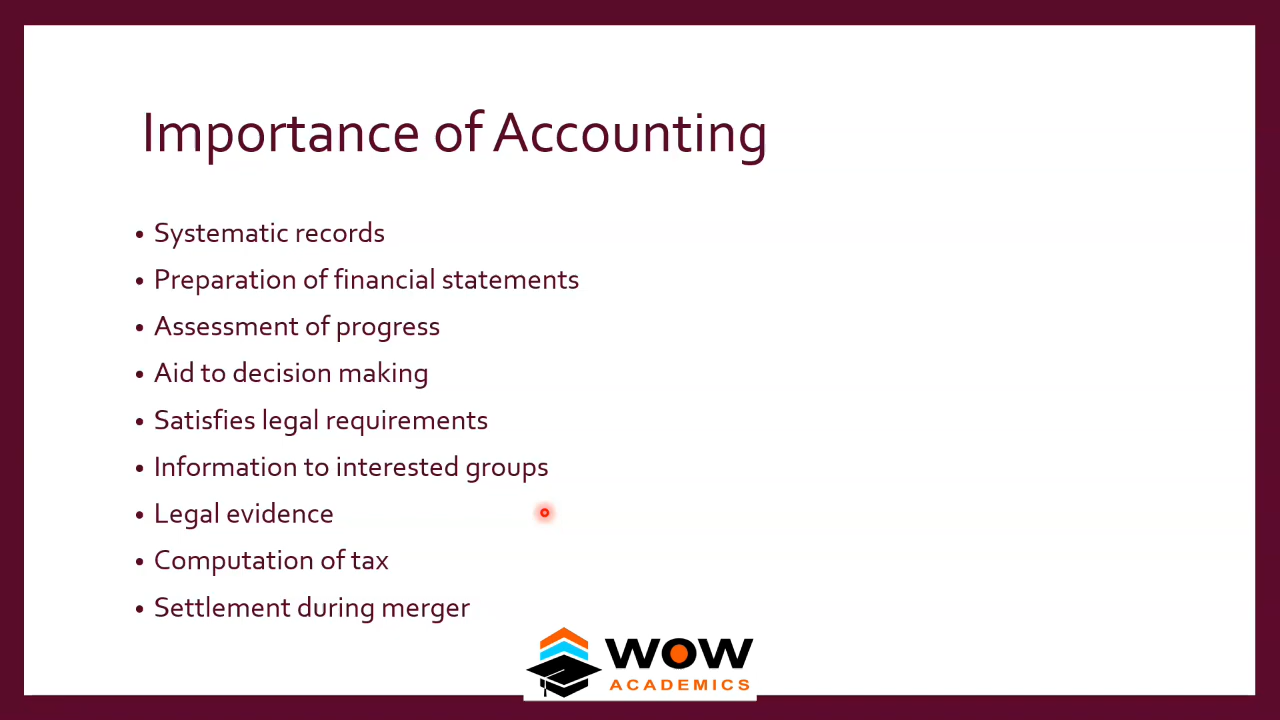 Importance of Accounting
• Systematic records
• Preparation of financial statements
• Assessment of progress
• Aid to decision making
• Satisfies legal requirements
• Information to interested groups
• Legal evidence
• Computation of tax
• Settlement during merger
WOW
ACADEMICS